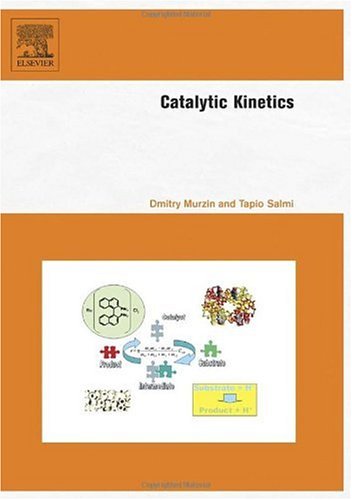 ELSEVIER
Catalytic Kinetics
Dmitry Murzin and Tapio Salmi
Catalyst
Product
Substrate
Intermediate
Substrate + H
Product + H⁺